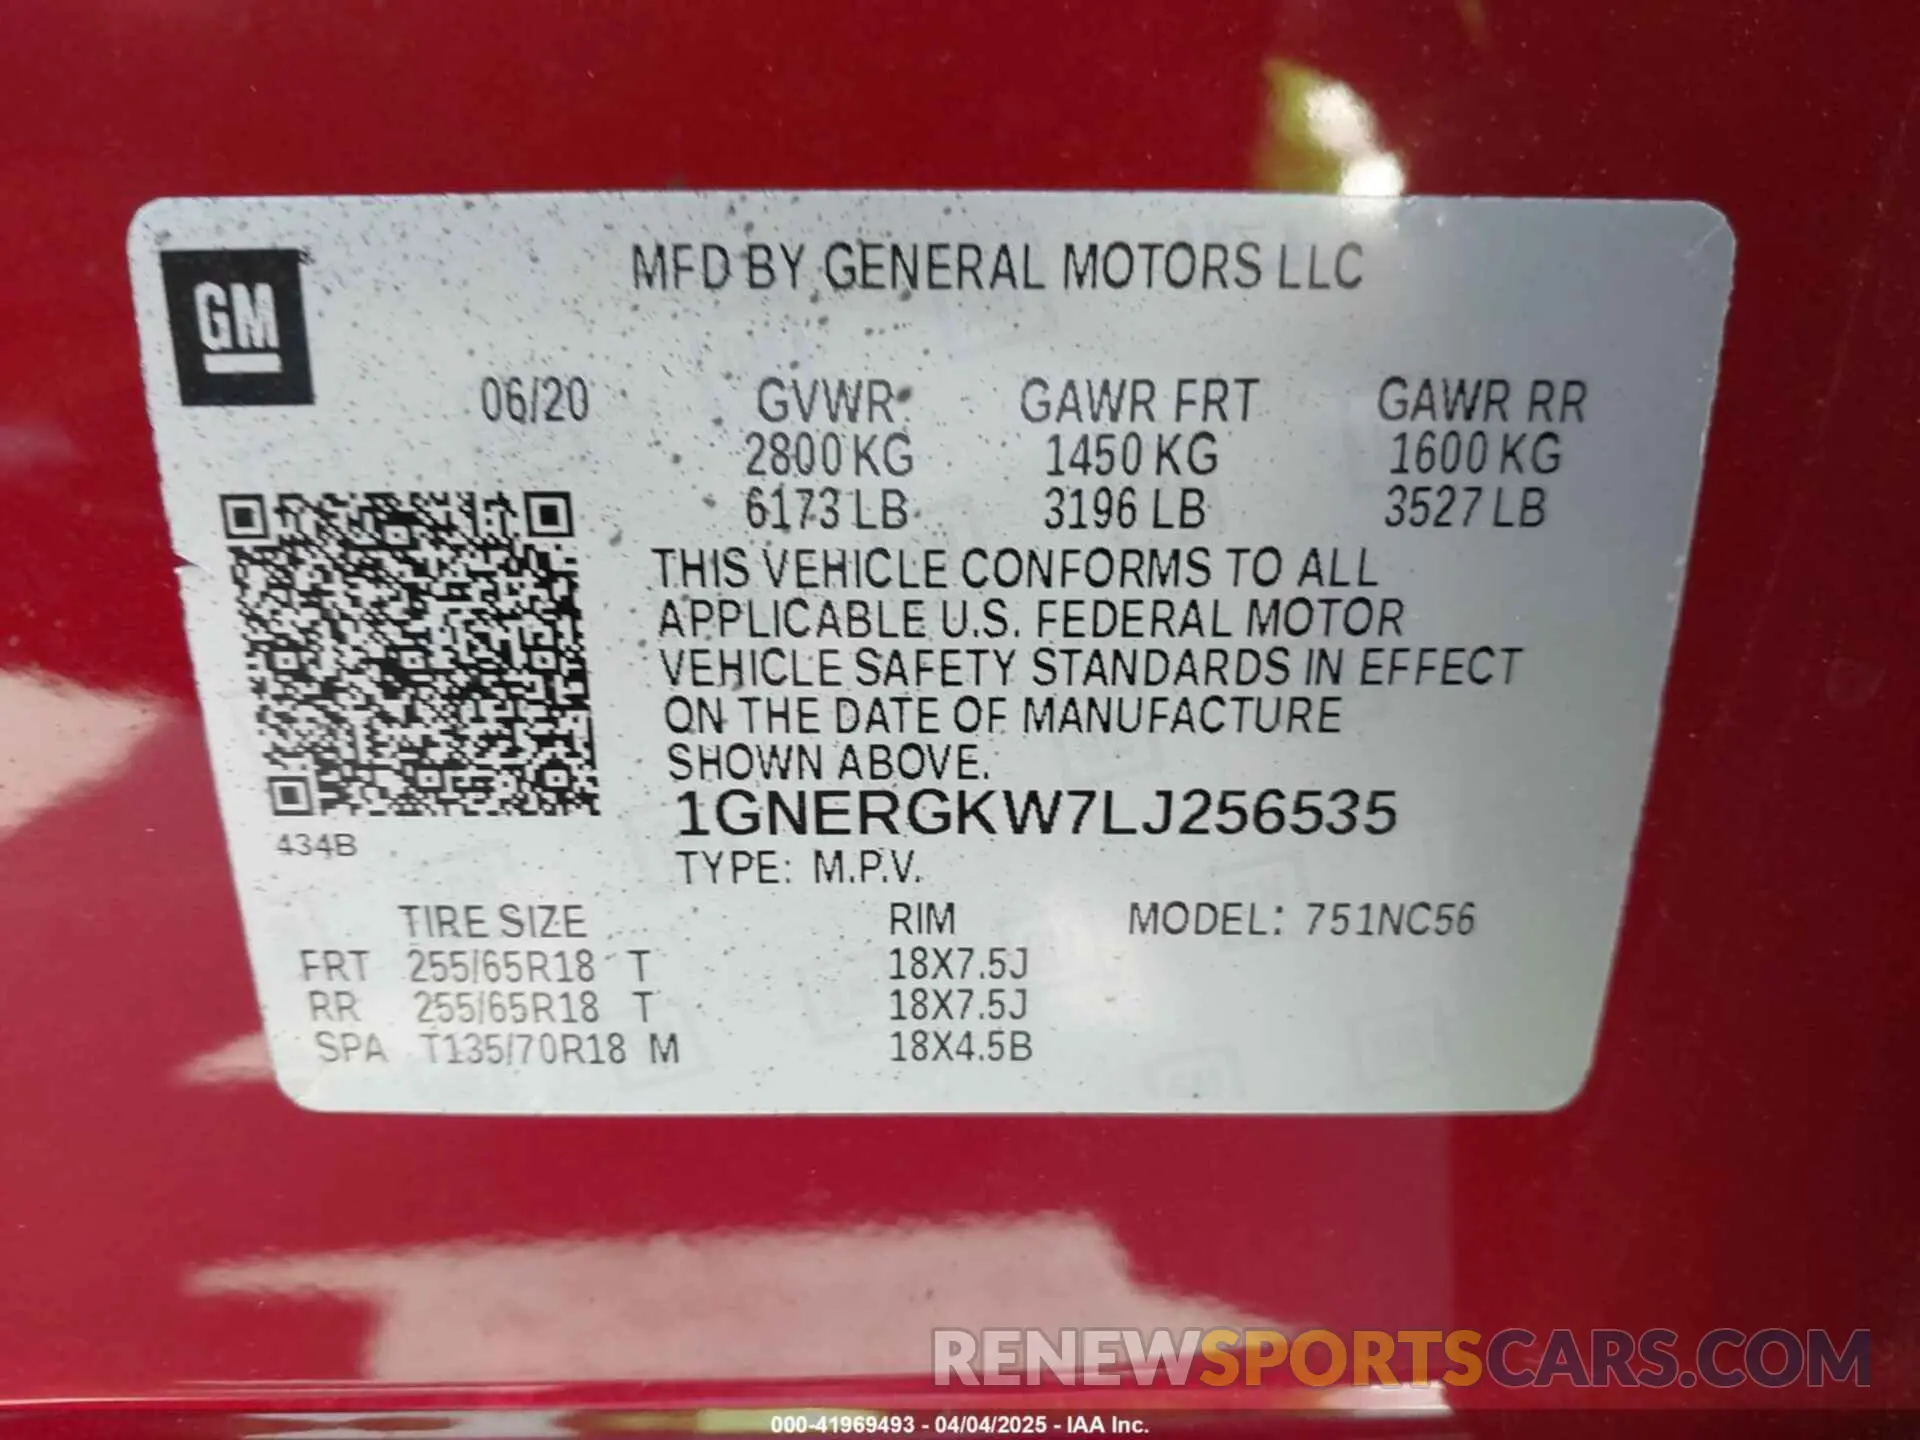 MFD BY GENERAL MOTORS LLC
GM
06/20 GVWR GAWR FRT GAWR RR
2800 KG 1450 KG 1600 KG
6173 LB 3196 LB 3527 LB
THIS VEHICLE CONFORMS TO ALL
APPLICABLE U.S. FEDERAL MOTOR
VEHICLE SAFETY STANDARDS IN EFFECT
ON THE DATE OF MANUFACTURE
SHOWN ABOVE.
1GNERGKW7LJ256535
434B
TYPE: M.P.V.
TIRE SIZE RIM MODEL: 751NC56
FRT 255/65R18 T 18X7.5J
RR 255/65R18 T 18X7.5J
SPA T135/70R18 M 18X4.5B
RENEWSPORTSCARS.COM
000-41969493 - 04/04/2025 - IAA Inc.